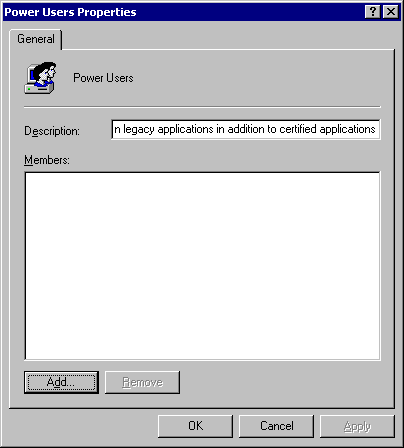 Power Users Properties
General
Power Users
Description: n legacy applications in addition to certified applications
Members:
Add... Remove
OK Cancel Apply